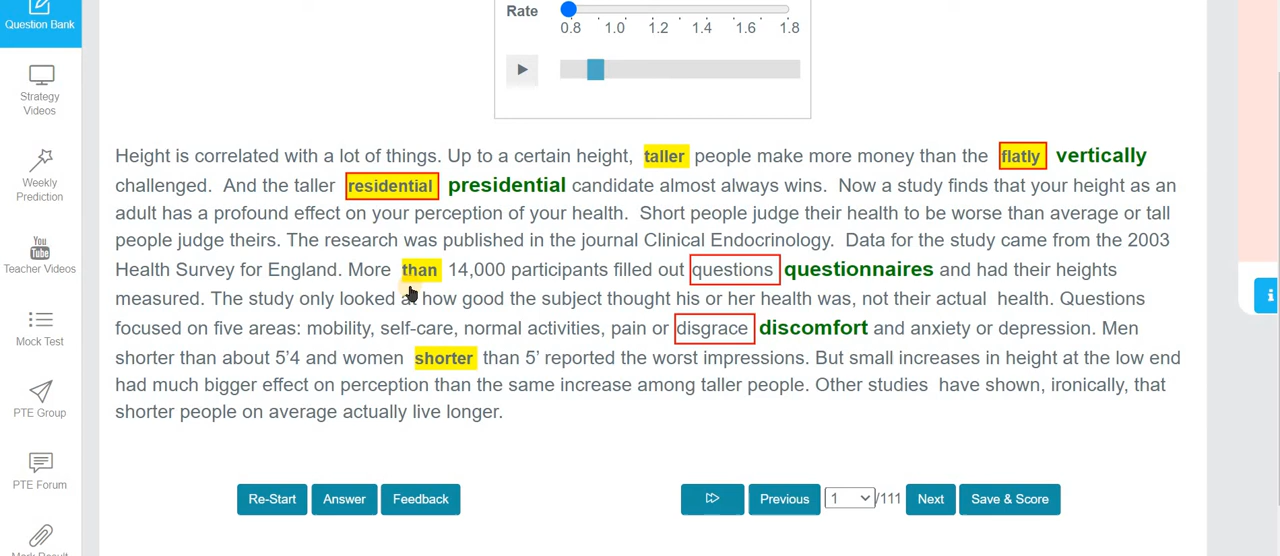 Question Bank
Strategy
Videos
Weekly
Prediction
You
Tube
Teacher Videos
Mock Test
PTE Group
PTE Forum
Rate
0.8 1.0 1.2 1.4 1.6 1.8
Height is correlated with a lot of things. Up to a certain height, taller people make more money than the flatly vertically
challenged. And the taller residential presidential candidate almost always wins. Now a study finds that your height as an
adult has a profound effect on your perception of your health. Short people judge their health to be worse than average or tall
people judge theirs. The research was published in the journal Clinical Endocrinology. Data for the study came from the 2003
Health Survey for England. More than 14,000 participants filled out questions questionnaires and had their heights
measured. The study only looked at how good the subject thought his or her health was, not their actual health. Questions
focused on five areas: mobility, self-care, normal activities, pain or disgrace discomfort and anxiety or depression. Men
shorter than about 5'4 and women shorter than 5' reported the worst impressions. But small increases in height at the low end
had much bigger effect on perception than the same increase among taller people. Other studies have shown, ironically, that
shorter people on average actually live longer.
Re-Start Answer Feedback Previous 1 /111 Next Save & Score